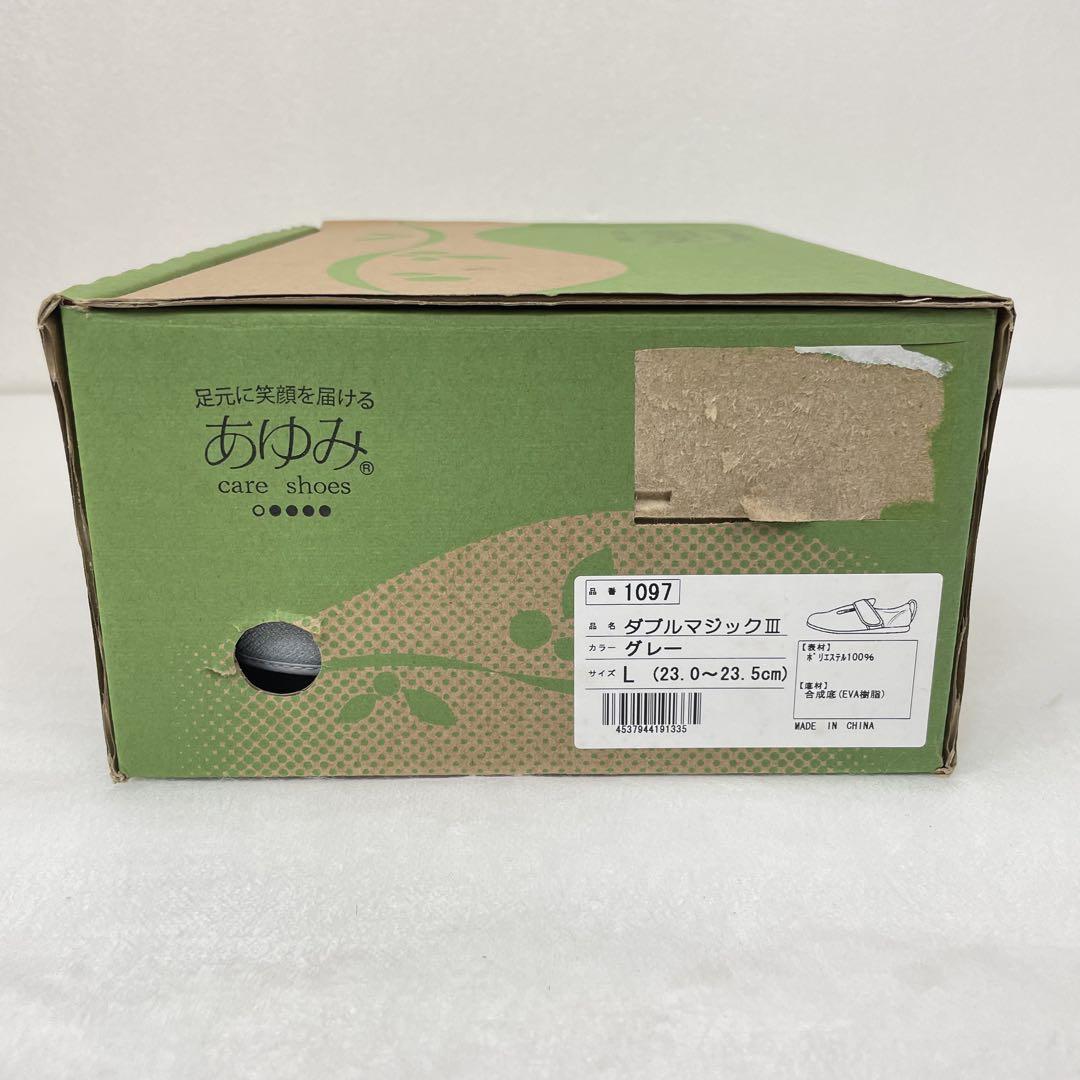 足元に笑顔を届ける
あゆみ®
care shoes
品番 1097
品名 ダブルマジックⅢ
カラー グレー
サイズ L (23.0〜23.5cm)
4537944191335
【表材】
ポリエステル100%
【底材】
合成底(EVA樹脂)
MADE IN CHINA